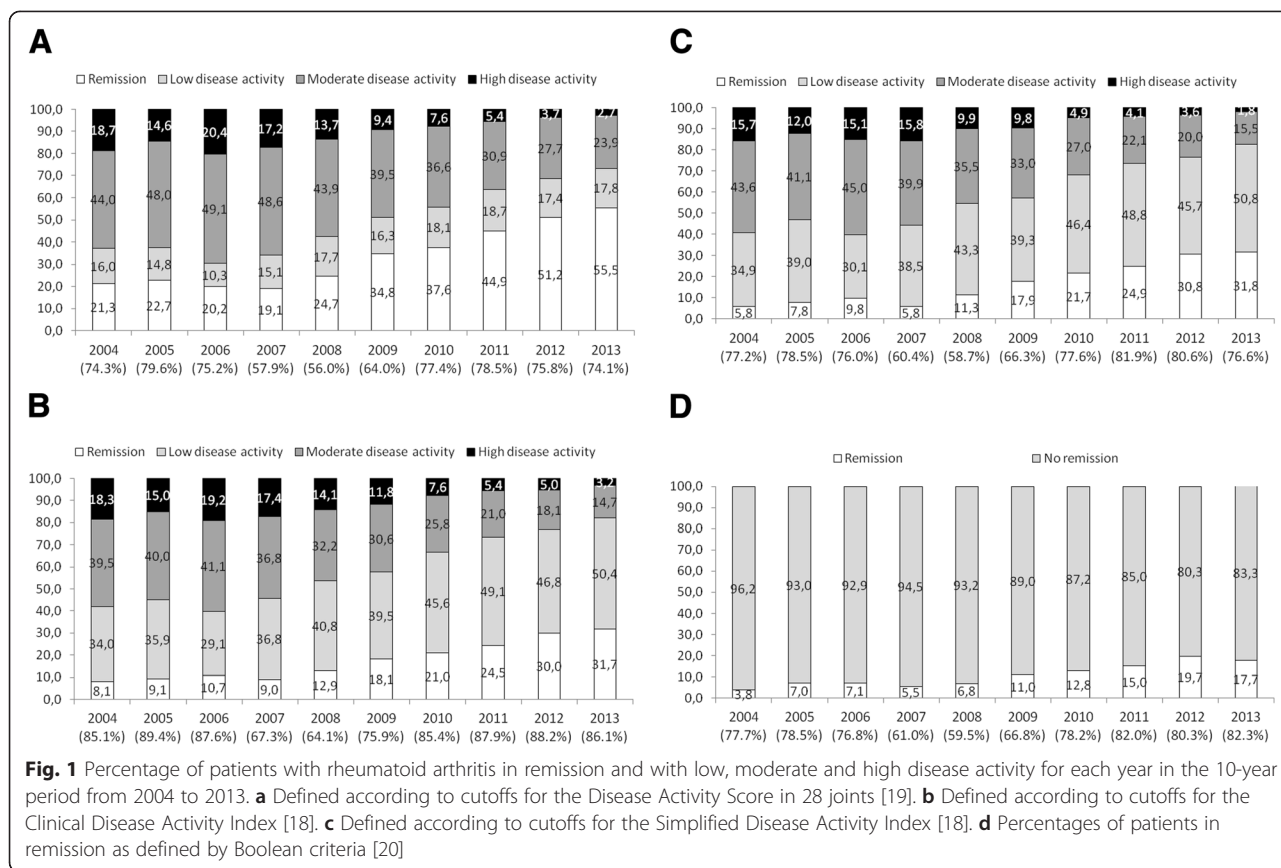 A
Remission Low disease activity Moderate disease activity High disease activity
100,0 18,7 14,6 20,4 17,2 13,7 9,4 7,6 5,4 3,7 2,7
90,0
80,0
70,0 44,0 48,0 49,1 48,6 43,9 39,5 36,6 30,9 27,7 23,9
60,0
50,0
40,0 16,0 14,8 10,3 15,1 17,7 16,3 18,1 18,7 17,4 17,8
30,0
20,0 21,3 22,7 20,2 19,1 24,7 34,8 37,6 44,9 51,2 55,5
10,0
0,0
2004 2005 2006 2007 2008 2009 2010 2011 2012 2013
(74.3%) (79.6%) (75.2%) (57.9%) (56.0%) (64.0%) (77.4%) (78.5%) (75.8%) (74.1%)
B
Remission Low disease activity Moderate disease activity High disease activity
100,0 18,3 15,0 19,2 17,4 14,1 11,8 7,6 5,4 5,0 3,2
90,0
80,0
70,0 39,5 40,0 41,1 36,8 32,2 30,6 25,8 21,0 18,1 14,7
60,0
50,0
40,0
30,0 34,0 35,9 29,1 36,8 40,8 39,5 45,6 49,1 46,8 50,4
20,0
10,0 8,1 9,1 10,7 9,0 12,9 18,1 21,0 24,5 30,0 31,7
0,0
2004 2005 2006 2007 2008 2009 2010 2011 2012 2013
(85.1%) (89.4%) (87.6%) (67.3%) (64.1%) (75.9%) (85.4%) (87.9%) (88.2%) (86.1%)
C
Remission Low disease activity Moderate disease activity High disease activity
100,0 15,7 12,0 15,1 15,8 9,9 9,8 4,9 4,1 3,6 1,8
90,0
80,0
70,0 43,6 41,1 45,0 39,9 35,5 33,0 27,0 22,1 20,0 15,5
60,0
50,0
40,0
30,0 34,9 39,0 30,1 38,5 43,3 39,3 46,4 48,8 45,7 50,8
20,0
10,0 5,8 7,8 9,8 5,8 11,3 17,9 21,7 24,9 30,8 31,8
0,0
2004 2005 2006 2007 2008 2009 2010 2011 2012 2013
(77.2%) (78.5%) (76.0%) (60.4%) (58.7%) (66.3%) (77.6%) (81.9%) (80.6%) (76.6%)
D
Remission No remission
100,0
90,0
80,0
70,0
60,0
50,0 96,2 93,0 92,9 94,5 93,2 89,0 87,2 85,0 80,3 83,3
40,0
30,0
20,0
10,0 3,8 7,0 7,1 5,5 6,8 11,0 12,8 15,0 19,7 17,7
0,0
2004 2005 2006 2007 2008 2009 2010 2011 2012 2013
(77.7%) (78.5%) (76.8%) (61.0%) (59.5%) (66.8%) (78.2%) (82.0%) (80.3%) (82.3%)
Fig. 1 Percentage of patients with rheumatoid arthritis in remission and with low, moderate and high disease activity for each year in the 10-year
period from 2004 to 2013. a Defined according to cutoffs for the Disease Activity Score in 28 joints [19]. b Defined according to cutoffs for the
Clinical Disease Activity Index [18]. c Defined according to cutoffs for the Simplified Disease Activity Index [18]. d Percentages of patients in
remission as defined by Boolean criteria [20]